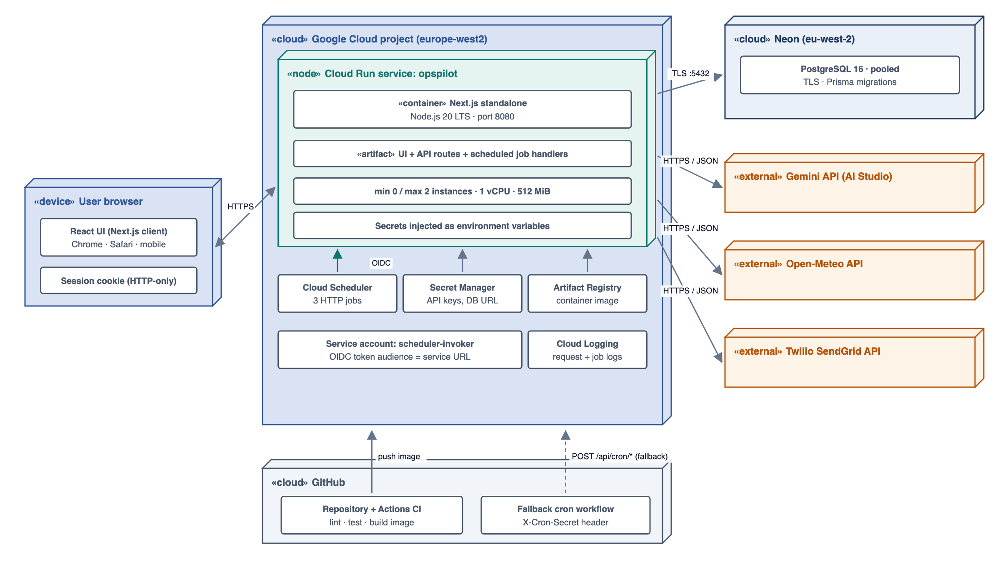 «cloud» Google Cloud project (europe-west2)
«node» Cloud Run service: opspilot
«container» Next.js standalone
Node.js 20 LTS · port 8080
«artifact» UI + API routes + scheduled job handlers
min 0 / max 2 instances · 1 vCPU · 512 MiB
Secrets injected as environment variables
OIDC
Cloud Scheduler
3 HTTP jobs
Secret Manager
API keys, DB URL
Artifact Registry
container image
Service account: scheduler-invoker
OIDC token audience = service URL
Cloud Logging
request + job logs
«device» User browser
React UI (Next.js client)
Chrome · Safari · mobile
Session cookie (HTTP-only)
HTTPS
TLS :5432
HTTPS / JSON
HTTPS / JSON
HTTPS / JSON
«cloud» Neon (eu-west-2)
PostgreSQL 16 · pooled
TLS · Prisma migrations
«external» Gemini API (AI Studio)
«external» Open-Meteo API
«external» Twilio SendGrid API
push image
POST /api/cron/* (fallback)
«cloud» GitHub
Repository + Actions CI
lint · test · build image
Fallback cron workflow
X-Cron-Secret header